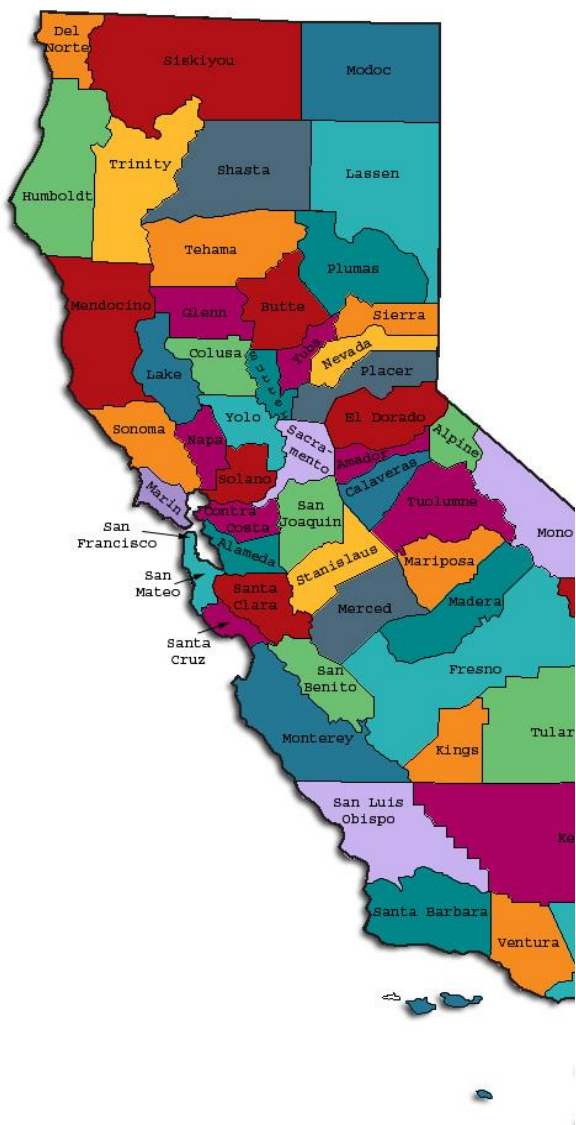 Del
Norte
Siskiyou
Modoc
Humboldt
Trinity
Shasta
Lassen
Tehama
Plumas
Mendocino
Glenn
Butte
Sierra
Yuba
Nevada
Lake
Colusa
Sutter
Placer
Sonoma
Napa
Yolo
Sacra-
mento
El Dorado
Alpine
Amador
Solano
Calaveras
Marin
Contra
Costa
San
Joaquin
Tuolumne
Mono
San
Francisco
Alameda
Stanislaus
Mariposa
San
Mateo
Santa
Clara
Merced
Madera
Santa
Cruz
San
Benito
Fresno
Monterey
Kings
Tular
San Luis
Obispo
Ke
Santa Barbara
Ventura